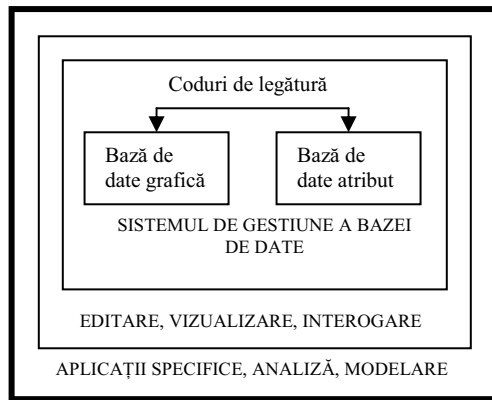 Coduri de legătură
Bază de
date grafică
Bază de
date atribut
SISTEMUL DE GESTIUNE A BAZEI
DE DATE
EDITARE, VIZUALIZARE, INTEROGARE
APLICAȚII SPECIFICE, ANALIZĂ, MODELARE